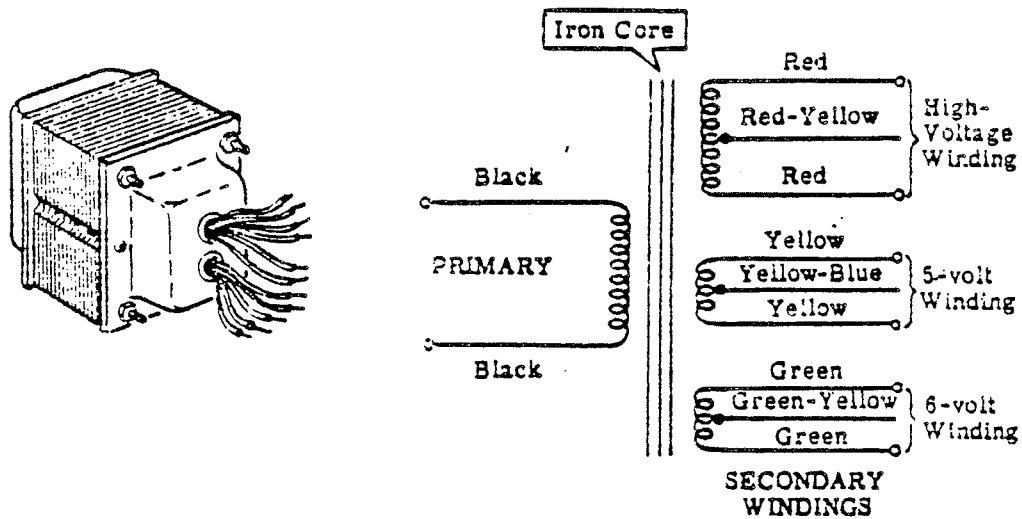 Iron Core
Red
Red-Yellow
Red
High-
Voltage
Winding
Black
PRIMARY
Black
Yellow
Yellow-Blue
Yellow
5-volt
Winding
Green
Green-Yellow
Green
6-volt
Winding
SECONDARY
WINDINGS